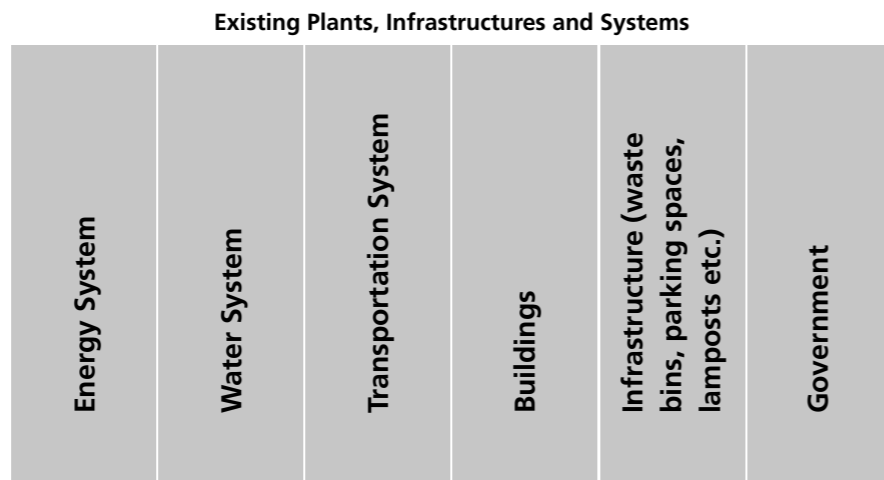 Existing Plants, Infrastructures and Systems
Energy System
Water System
Transportation System
Buildings
Infrastructure (waste
bins, parking spaces,
lamposts etc.)
Government